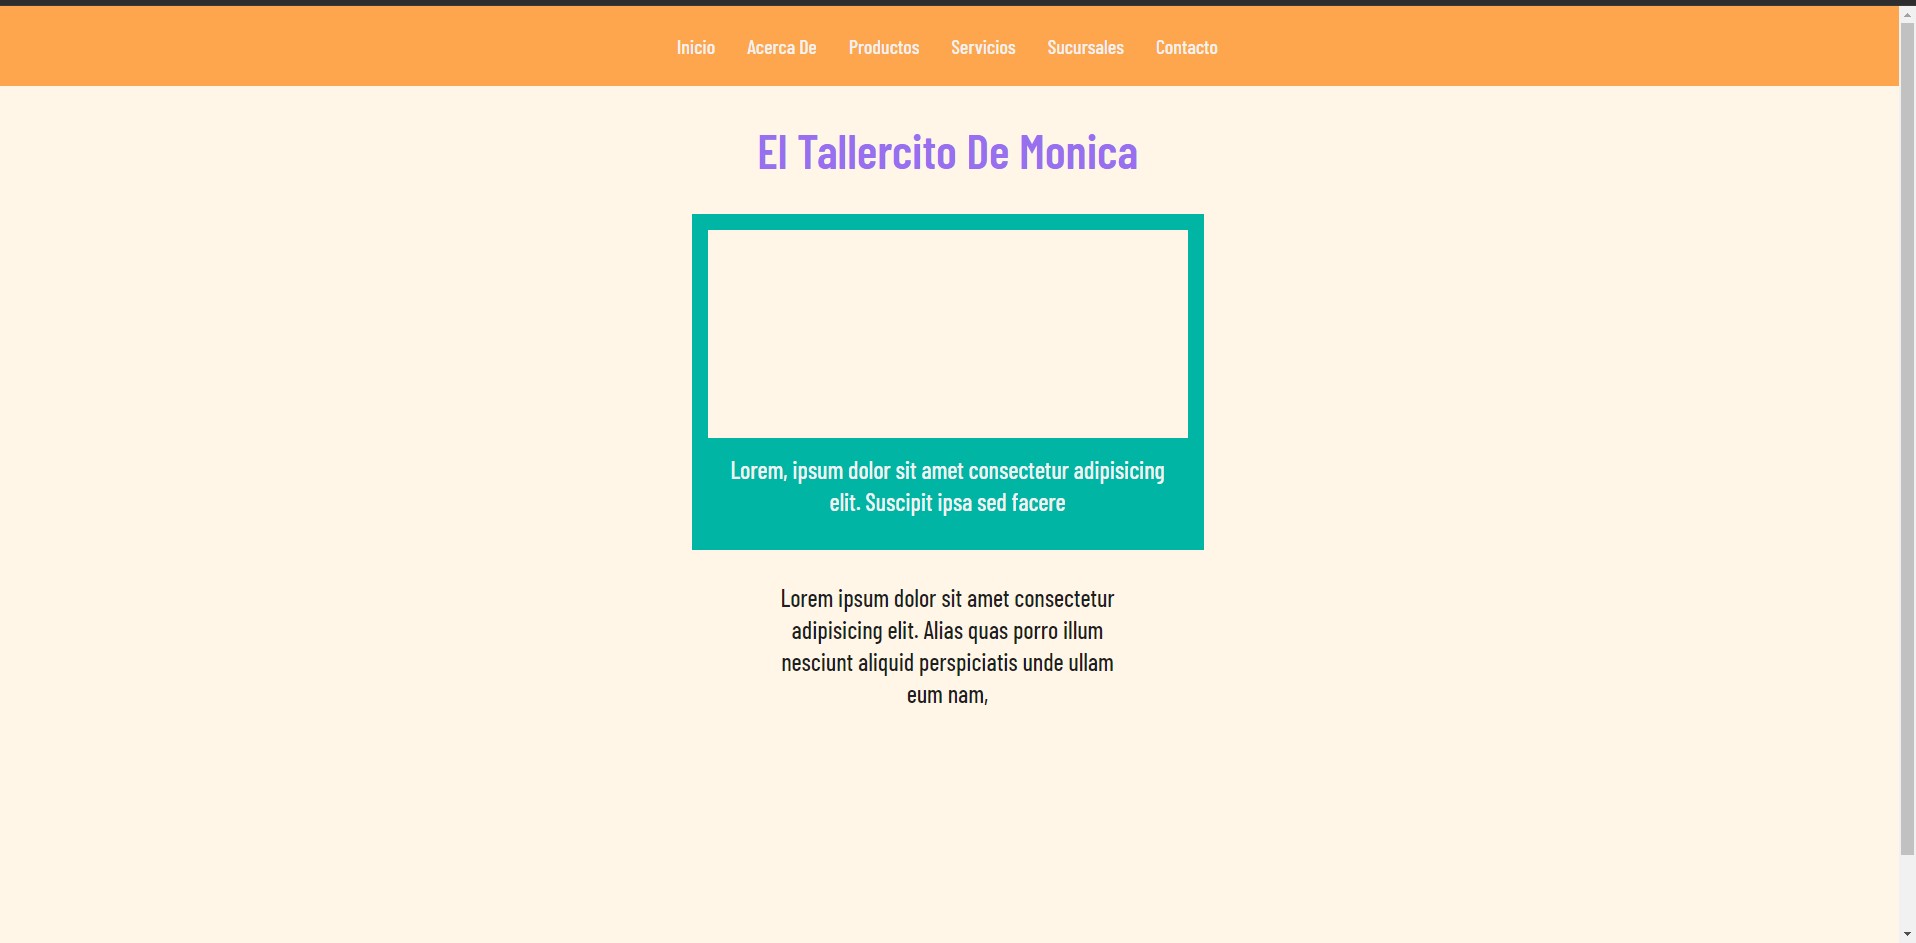 Inicio Acerca De Productos Servicios Sucursales Contacto
El Tallercito De Monica
Lorem, ipsum dolor sit amet consectetur adipisicing
elit. Suscipit ipsa sed facere
Lorem ipsum dolor sit amet consectetur
adipisicing elit. Alias quas porro illum
nesciunt aliquid perspiciatis unde ullam
eum nam,